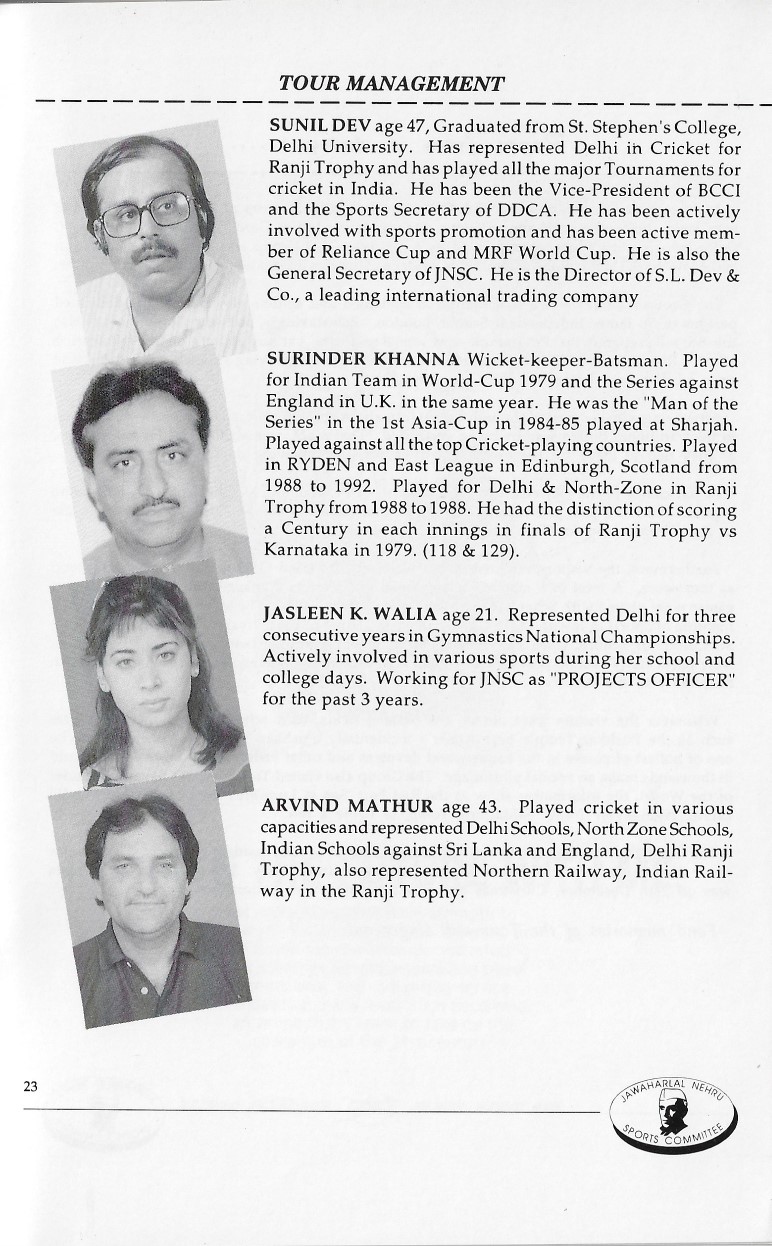 TOUR MANAGEMENT
SUNIL DEV age 47, Graduated from St. Stephen's College,
Delhi University. Has represented Delhi in Cricket for
Ranji Trophy and has played all the major Tournaments for
cricket in India. He has been the Vice-President of BCCI
and the Sports Secretary of DDCA. He has been actively
involved with sports promotion and has been active mem-
ber of Reliance Cup and MRF World Cup. He is also the
General Secretary of JNSC. He is the Director of S.L. Dev &
Co., a leading international trading company
SURINDER KHANNA Wicket-keeper-Batsman. Played
for Indian Team in World-Cup 1979 and the Series against
England in U.K. in the same year. He was the "Man of the
Series" in the 1st Asia-Cup in 1984-85 played at Sharjah.
Played against all the top Cricket-playing countries. Played
in RYDEN and East League in Edinburgh, Scotland from
1988 to 1992. Played for Delhi & North-Zone in Ranji
Trophy from 1988 to 1988. He had the distinction of scoring
a Century in each innings in finals of Ranji Trophy vs
Karnataka in 1979. (118 & 129).
JASLEEN K. WALIA age 21. Represented Delhi for three
consecutive years in Gymnastics National Championships.
Actively involved in various sports during her school and
college days. Working for JNSC as "PROJECTS OFFICER"
for the past 3 years.
ARVIND MATHUR age 43. Played cricket in various
capacities and represented Delhi Schools, North Zone Schools,
Indian Schools against Sri Lanka and England, Delhi Ranji
Trophy, also represented Northern Railway, Indian Rail-
way in the Ranji Trophy.
23
JAWAHARLAL NEHRU
SPORTS COMMITTEE